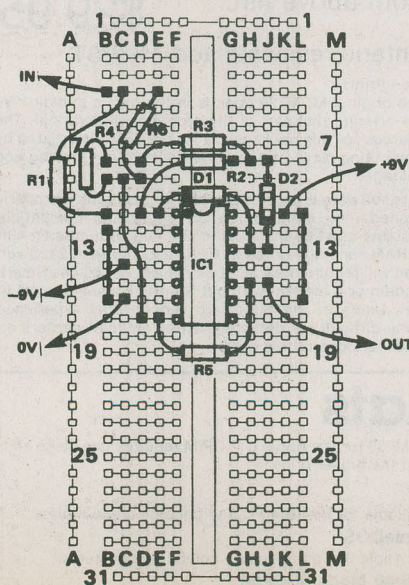 1 1
A BCDEF GHJKL M
IN
R3
7
R4 R6
+9V
R1 D1 R2 D2
13 13
IC1
-9V
0V 19 19 OUT
R5
25 25
A BCDEF GHJKL M
31 31